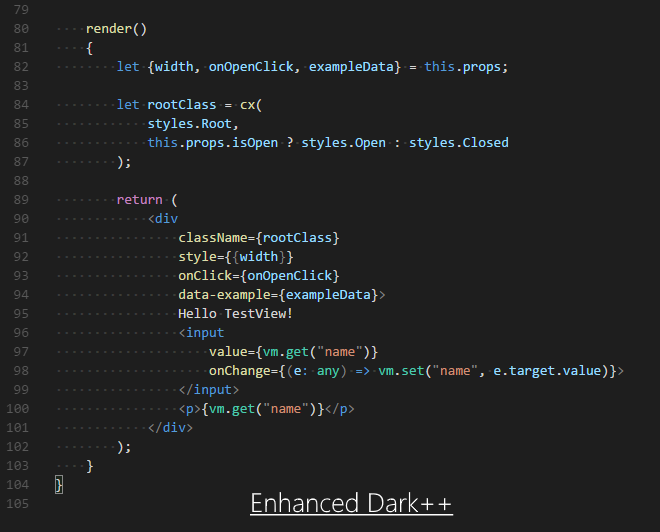 79
80 render()
81 {
82 let {width, onOpenClick, exampleData} = this.props;
83
84 let rootClass = cx(
85 styles.Root,
86 this.props.isOpen ? styles.Open : styles.Closed
87 );
88
89 return (
90 <div
91 className={rootClass}
92 style={{width}}
93 onClick={onOpenClick}
94 data-example={exampleData}>
95 Hello TestView!
96 <input
97 value={vm.get("name")}
98 onChange={(e: any) => vm.set("name", e.target.value)}>
99 </input>
100 <p>{vm.get("name")}</p>
101 </div>
102 );
103 }
104 }
105
Enhanced Dark++